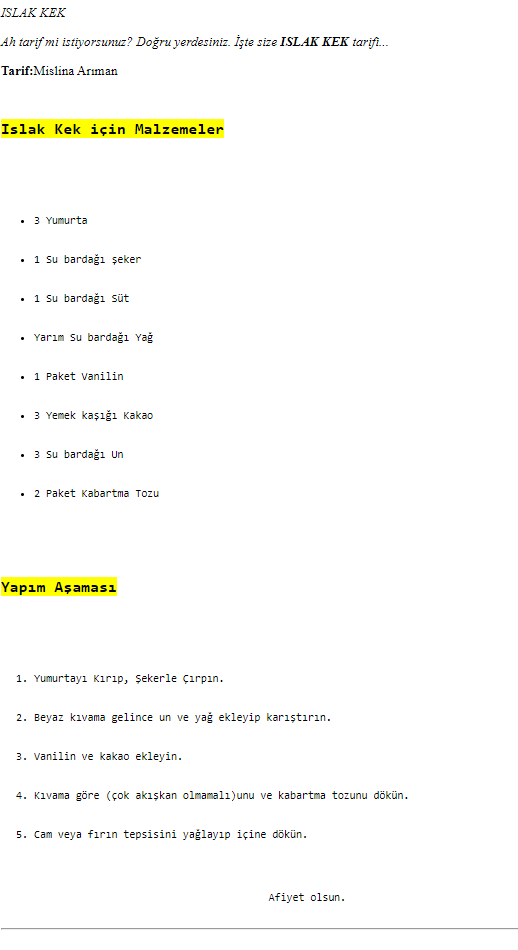 ISLAK KEK
Ah tarif mi istiyorsunuz? Doğru yerdesiniz. İşte size ISLAK KEK tarifi...
Tarif:Mislina Arıman
Islak Kek için Malzemeler
• 3 Yumurta
• 1 Su bardağı şeker
• 1 Su bardağı Süt
• Yarım Su bardağı Yağ
• 1 Paket Vanilin
• 3 Yemek kaşığı Kakao
• 3 Su bardağı Un
• 2 Paket Kabartma Tozu
Yapım Aşaması
1. Yumurtayı Kırıp, Şekerle Çırpın.
2. Beyaz kıvama gelince un ve yağ ekleyip karıştırın.
3. Vanilin ve kakao ekleyin.
4. Kıvama göre (çok akışkan olmamalı)unu ve kabartma tozunu dökün.
5. Cam veya fırın tepsisini yağlayıp içine dökün.
Afiyet olsun.